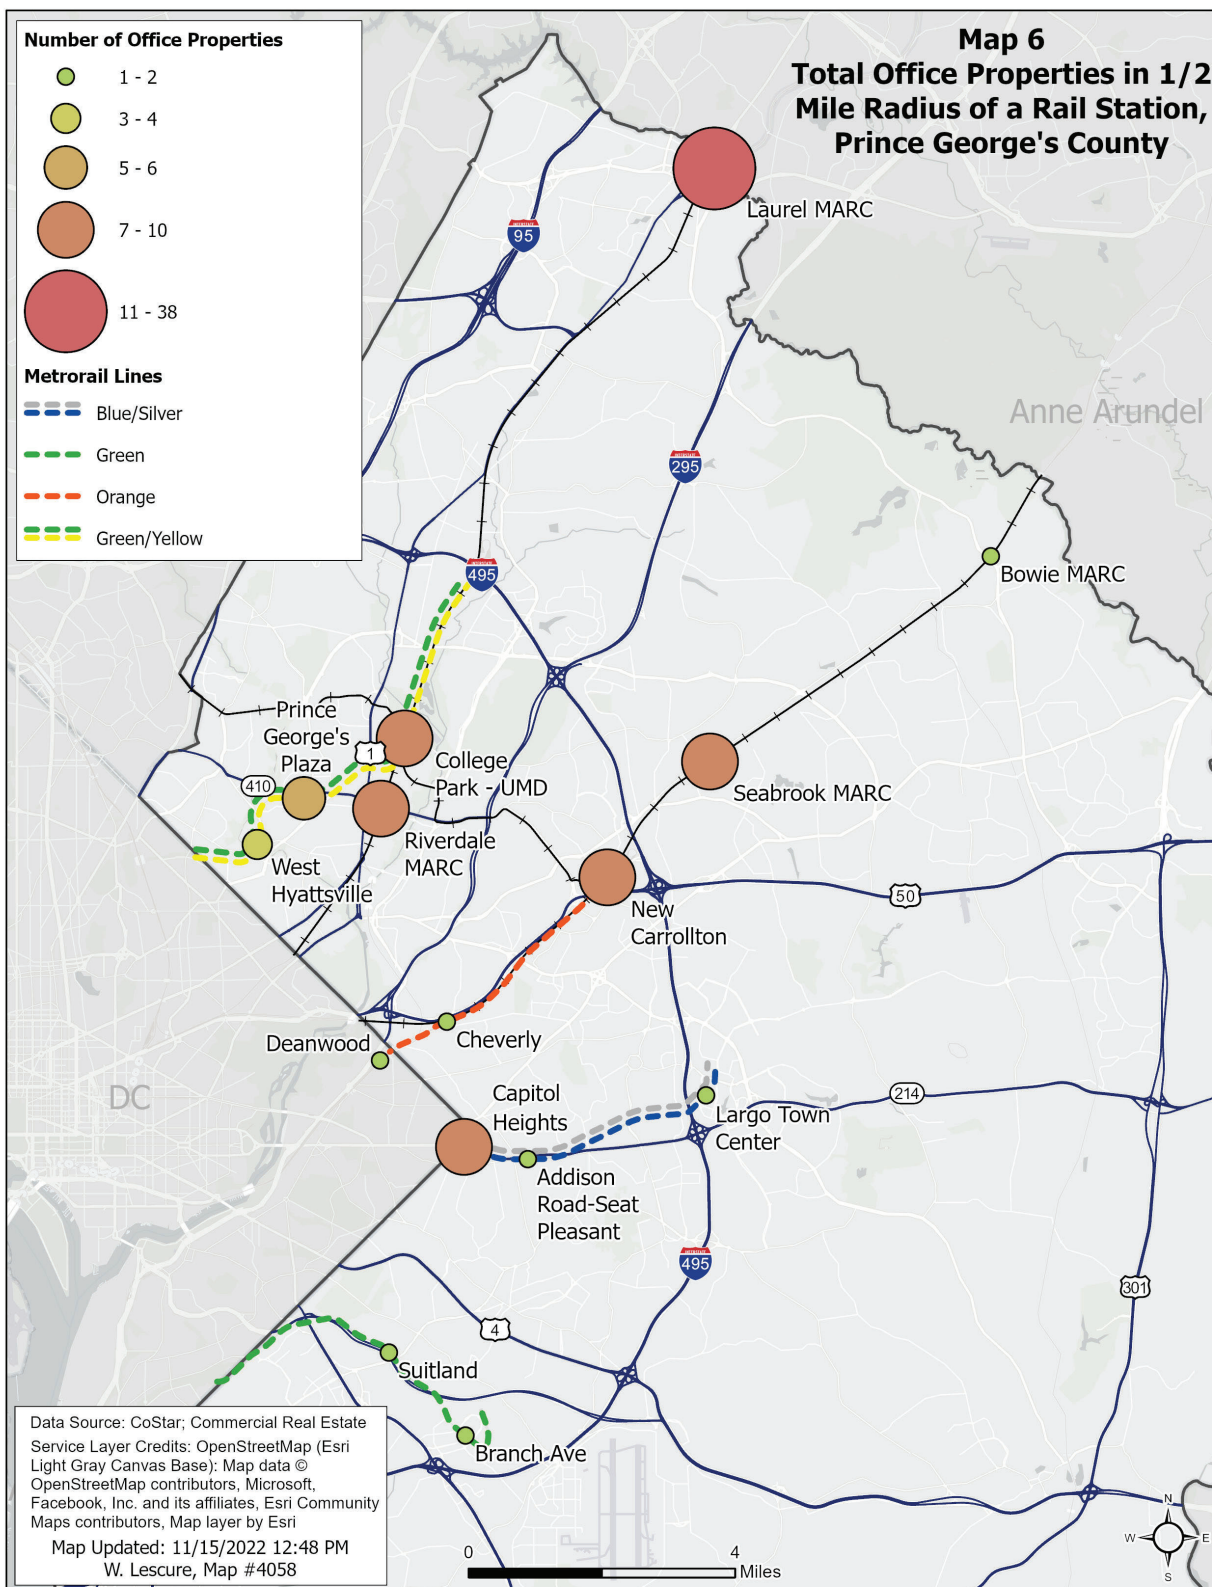 Number of Office Properties
1 - 2
3 - 4
5 - 6
7 - 10
11 - 38
Metrorail Lines
Blue/Silver
Green
Orange
Green/Yellow
Map 6
Total Office Properties in 1/2
Mile Radius of a Rail Station,
Prince George's County
Laurel MARC
INTERSTATE
95
Anne Arundel
INTERSTATE
295
INTERSTATE
495
Bowie MARC
Prince
George's
Plaza
1
410
College
Park - UMD
Seabrook MARC
Riverdale
MARC
West
Hyattsville
50
New
Carrollton
Cheverly
Deanwood
DC
Capitol
Heights
214
Largo Town
Center
Addison
Road-Seat
Pleasant
INTERSTATE
495
301
4
Suitland
Branch Ave
Data Source: CoStar; Commercial Real Estate
Service Layer Credits: OpenStreetMap (Esri
Light Gray Canvas Base): Map data ©
OpenStreetMap contributors, Microsoft,
Facebook, Inc. and its affiliates, Esri Community
Maps contributors, Map layer by Esri
Map Updated: 11/15/2022 12:48 PM
W. Lescure, Map #4058
0 4
Miles
N
W E
S